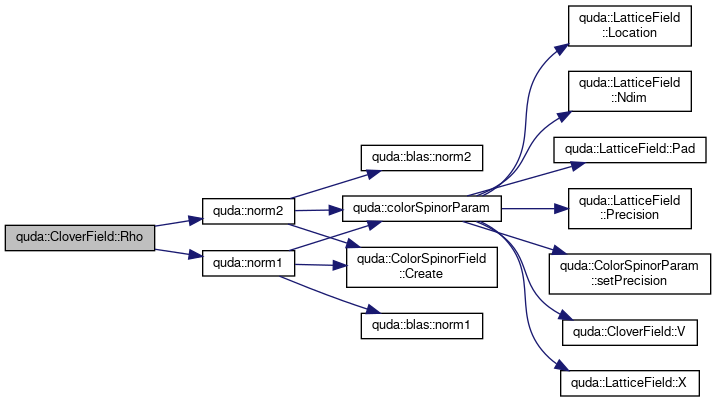 quda::CloverField::Rho
quda::norm2
quda::norm1
quda::blas::norm2
quda::colorSpinorParam
quda::ColorSpinorField
::Create
quda::blas::norm1
quda::LatticeField
::Location
quda::LatticeField
::Ndim
quda::LatticeField::Pad
quda::LatticeField
::Precision
quda::ColorSpinorParam
::setPrecision
quda::CloverField::V
quda::LatticeField::X